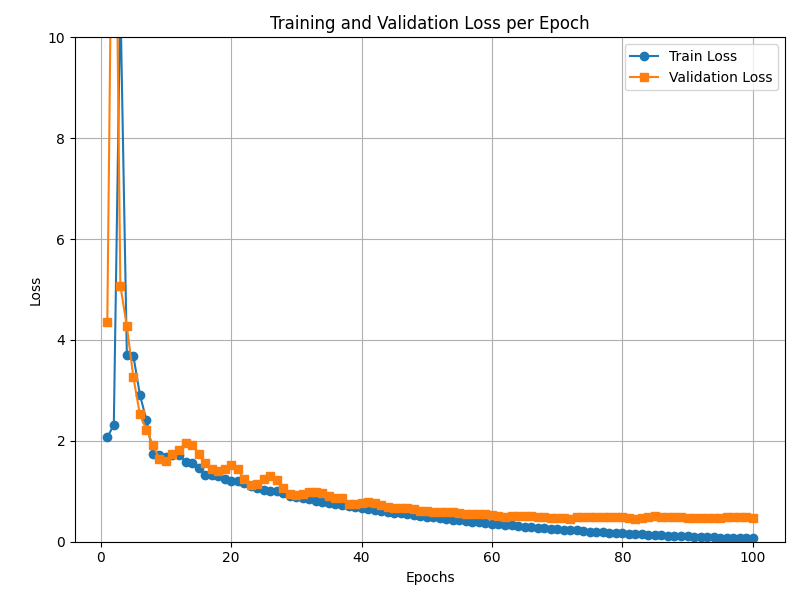 Training and Validation Loss per Epoch
Train Loss
Validation Loss
10
8
6
4
2
0
Loss
0 20 40 60 80 100
Epochs